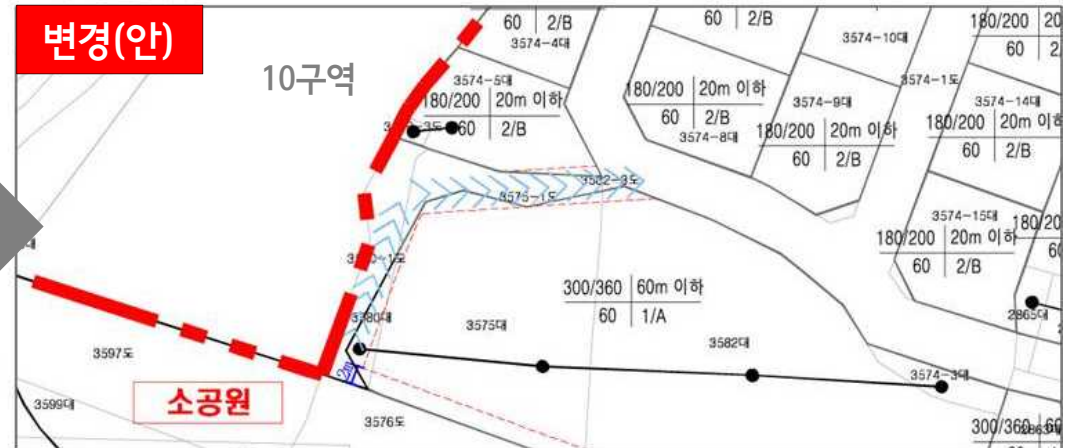 변경(안)
10구역
60 2/B
3574-4대
60 2/B
3574-10대
180/200
60
3574-5대
180/200 20m 이하
60 2/B
180/200 20m 이하
60 2/B
3574-8대
3574-1도
3574-9대
180/200 20m 이하
60 2/B
3574-14대
180/200 20m 이하
60 2/B
3582-3도
3575-1도
3574-15대
180/200 20m 이하
60 2/B
180/20
300/360 60m 이하
60 1/A
3580대
3575대
3582대
2865대
3597도
2m
3574-3대
소공원
3599대
3576도
300/360 60